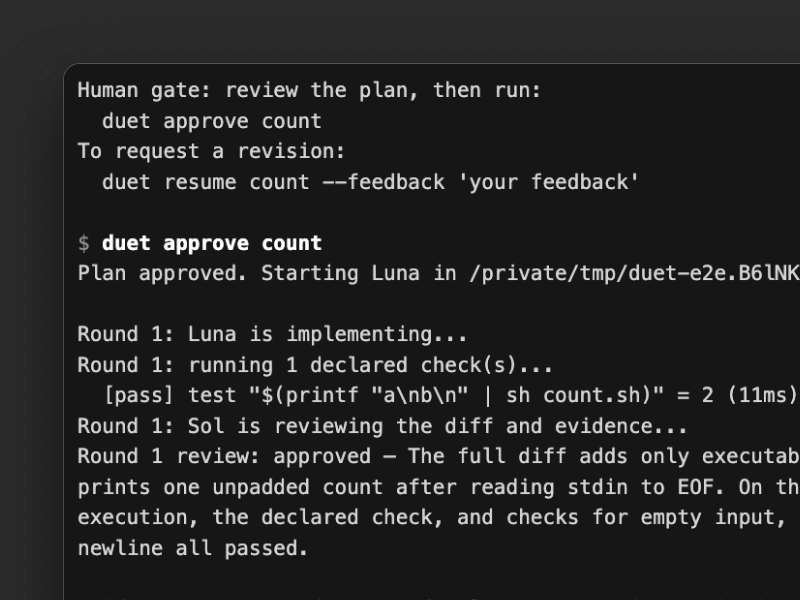 Human gate: review the plan, then run:
duet approve count
To request a revision:
duet resume count --feedback 'your feedback'
$ duet approve count
Plan approved. Starting Luna in /private/tmp/duet-e2e.B6lNK
Round 1: Luna is implementing...
Round 1: running 1 declared check(s)...
[pass] test "$(printf "a\nb\n" | sh count.sh)" = 2 (11ms)
Round 1: Sol is reviewing the diff and evidence...
Round 1 review: approved — The full diff adds only executab
prints one unpadded count after reading stdin to EOF. On th
execution, the declared check, and checks for empty input,
newline all passed.